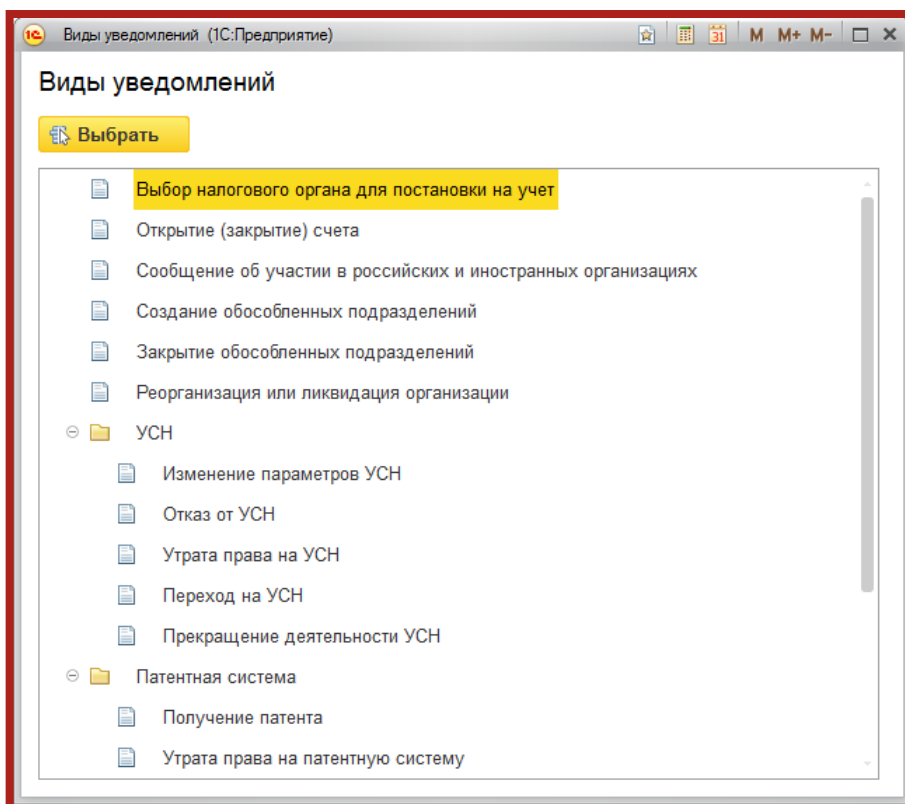 1С Виды уведомлений (1С:Предприятие) 31 M M+ M-
Виды уведомлений
Выбрать
Выбор налогового органа для постановки на учет
Открытие (закрытие) счета
Сообщение об участии в российских и иностранных организациях
Создание обособленных подразделений
Закрытие обособленных подразделений
Реорганизация или ликвидация организации
УСН
Изменение параметров УСН
Отказ от УСН
Утрата права на УСН
Переход на УСН
Прекращение деятельности УСН
Патентная система
Получение патента
Утрата права на патентную систему